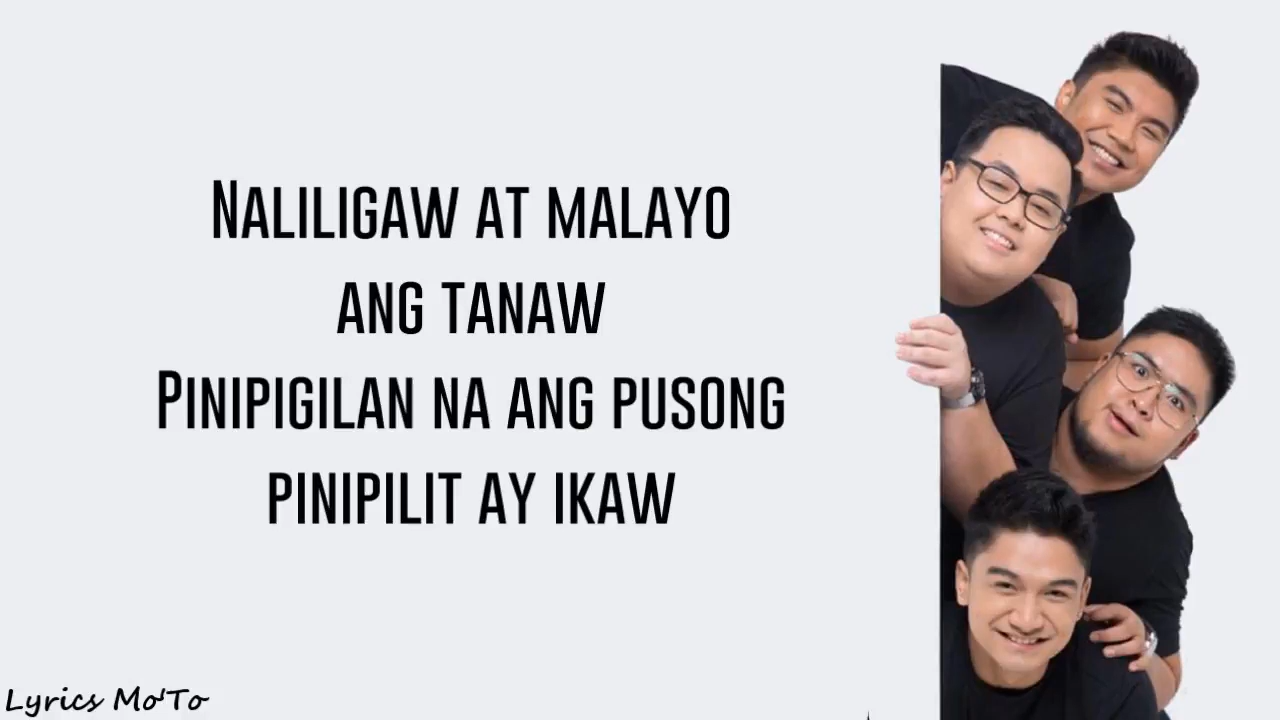 Naliligaw at malayo
ang tanaw
Pinipigilan na ang pusong
pinipilit ay ikaw
Lyrics Mo'To